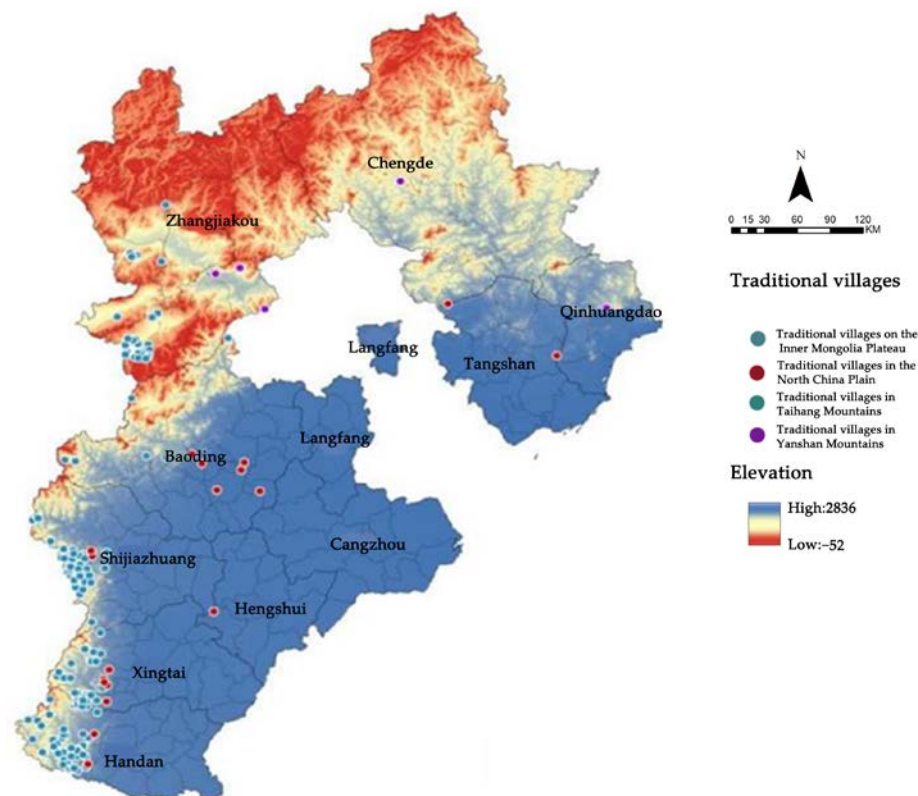 N
0 15 30 60 90 120
KM
Chengde
Zhangjiakou
Traditional villages
Qinhuangdao
Langfang
Tangshan
Traditional villages on the
Inner Mongolia Plateau
Traditional villages in the
North China Plain
Traditional villages in
Taihang Mountains
Traditional villages in
Yanshan Mountains
Langfang
Baoding
Elevation
High:2836
Low:–52
Cangzhou
Shijiazhuang
Hengshui
Xingtai
Handan